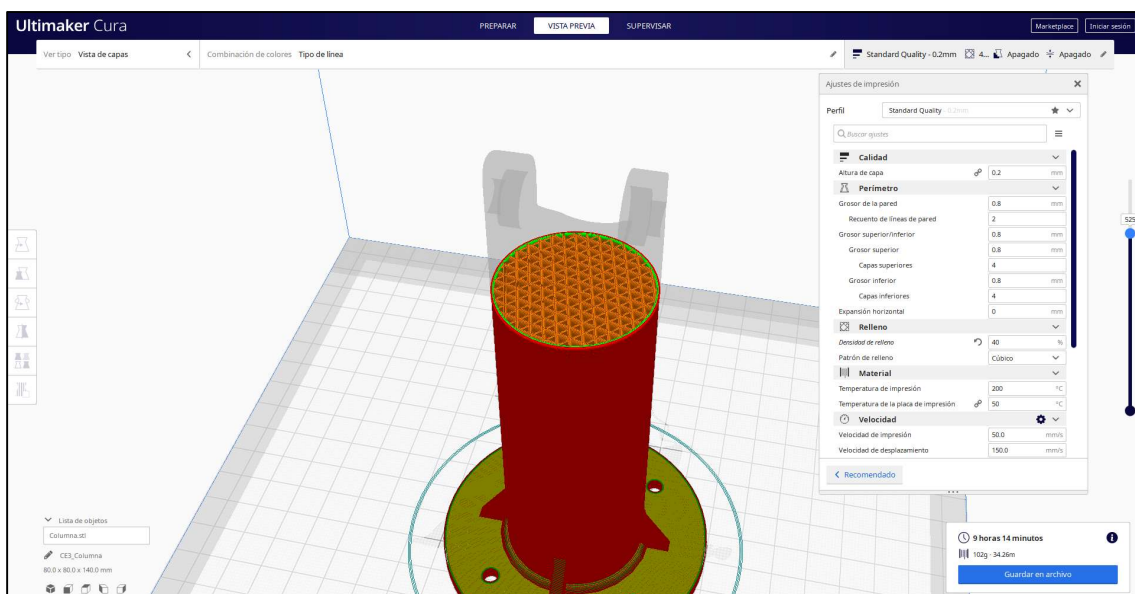 Ultimaker Cura
PREPARAR VISTA PREVIA SUPERVISAR
Marketplace Iniciar sesión
Ver tipo Vista de capas
Combinación de colores Tipo de línea
Standard Quality - 0.2mm 4... Apagado Apagado
Ajustes de impresión
Perfil Standard Quality - 0.2mm
Buscar ajustes
Calidad
Altura de capa 0.2 mm
Perímetro
Grosor de la pared 0.8 mm
Recuento de líneas de pared 2
Grosor superior/inferior 0.8 mm
Grosor superior 0.8 mm
Capas superiores 4
Grosor inferior 0.8 mm
Capas inferiores 4
Expansión horizontal 0 mm
Relleno
Densidad de relleno 40 %
Patrón de relleno Cúbico
Material
Temperatura de impresión 200 °C
Temperatura de la placa de impresión 50 °C
Velocidad
Velocidad de impresión 50.0 mm/s
Velocidad de desplazamiento 150.0 mm/s
Recomendado
525
Lista de objetos
Columna.stl
CE3_Columna
80.0 x 80.0 x 140.0 mm
9 horas 14 minutos
102g · 34.26m
Guardar en archivo